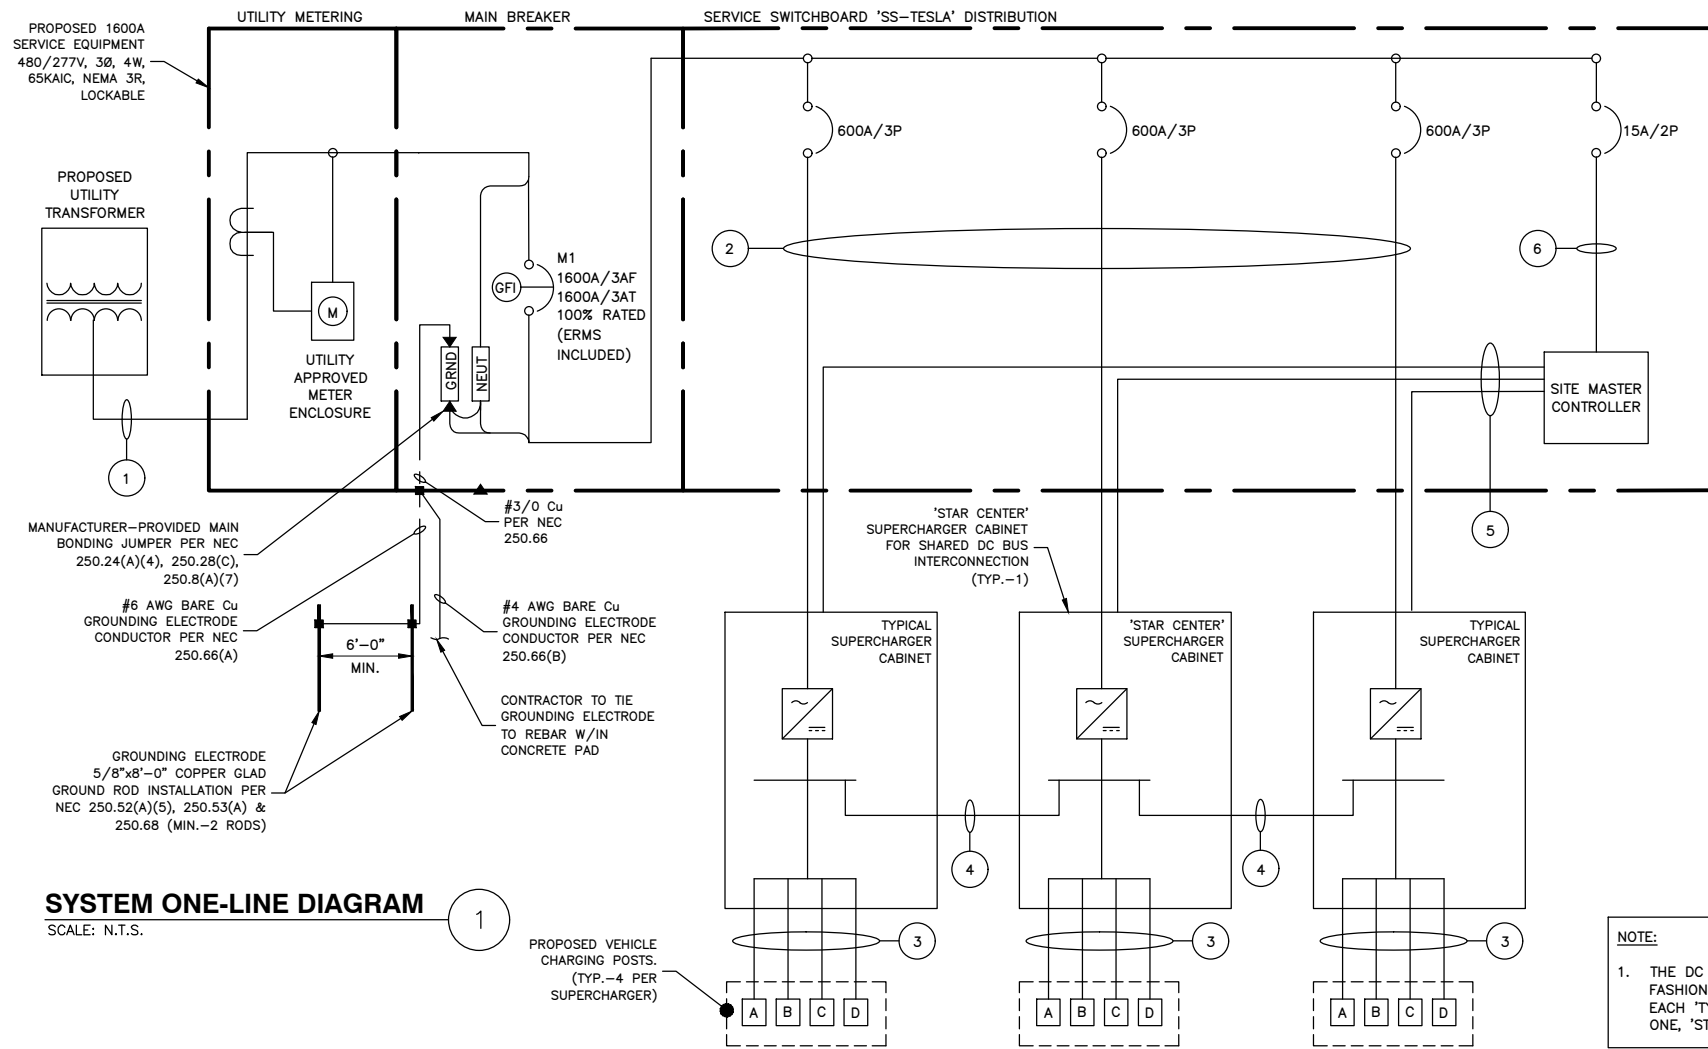 UTILITY METERING
MAIN BREAKER
SERVICE SWITCHBOARD 'SS-TESLA' DISTRIBUTION
PROPOSED 1600A
SERVICE EQUIPMENT
480/277V, 3Ø, 4W,
65KAIC, NEMA 3R,
LOCKABLE
600A/3P
600A/3P
600A/3P
15A/2P
PROPOSED
UTILITY
TRANSFORMER
2
6
M1
1600A/3AF
1600A/3AT
100% RATED
(ERMS
INCLUDED)
GFI
M
UTILITY
APPROVED
METER
ENCLOSURE
GRND
NEUT
SITE MASTER
CONTROLLER
1
5
#3/0 Cu
PER NEC
250.66
MANUFACTURER-PROVIDED MAIN
BONDING JUMPER PER NEC
250.24(A)(4), 250.28(C),
250.8(A)(7)
'STAR CENTER'
SUPERCHARGER CABINET
FOR SHARED DC BUS
INTERCONNECTION
(TYP.-1)
#6 AWG BARE Cu
GROUNDING ELECTRODE
CONDUCTOR PER NEC
250.66(A)
#4 AWG BARE Cu
GROUNDING ELECTRODE
CONDUCTOR PER NEC
250.66(B)
6'-0"
MIN.
TYPICAL
SUPERCHARGER
CABINET
'STAR CENTER'
SUPERCHARGER
CABINET
TYPICAL
SUPERCHARGER
CABINET
CONTRACTOR TO TIE
GROUNDING ELECTRODE
TO REBAR W/IN
CONCRETE PAD
GROUNDING ELECTRODE
5/8"x8'-0" COPPER GLAD
GROUND ROD INSTALLATION PER
NEC 250.52(A)(5), 250.53(A) &
250.68 (MIN.-2 RODS)
4
4
SYSTEM ONE-LINE DIAGRAM
1
SCALE: N.T.S.
3
3
3
PROPOSED VEHICLE
CHARGING POSTS.
(TYP.-4 PER
SUPERCHARGER)
A B C D
A B C D
A B C D
NOTE:
1. THE DC
FASHION
EACH 'TY
ONE, 'ST